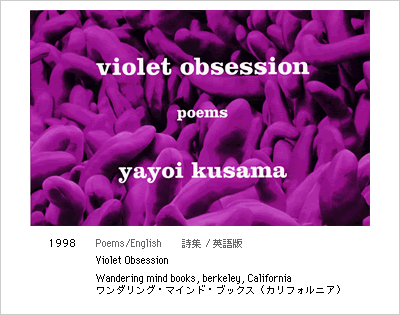 violet obsession
poems
yayoi kusama
1998 Poems/English 詩集 / 英語版
Violet Obsession
Wandering mind books, berkeley, California
ワンダリング・マインド・ブックス（カリフォルニア）